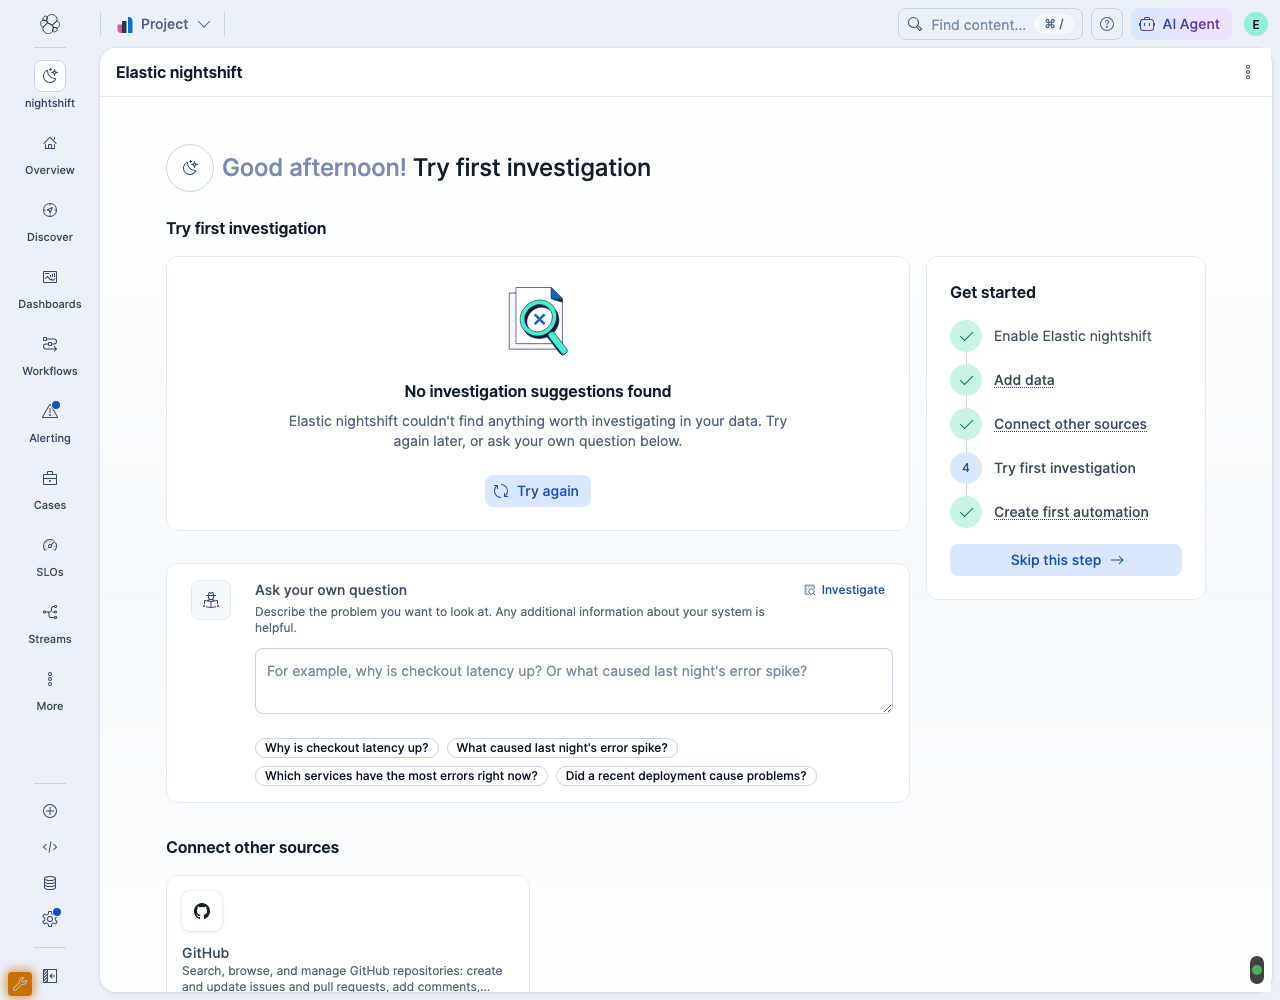 Project
Find content...
⌘ /
AI Agent
E
nightshift
Overview
Discover
Dashboards
Workflows
Alerting
Cases
SLOs
Streams
More
Elastic nightshift
Good afternoon! Try first investigation
Try first investigation
No investigation suggestions found
Elastic nightshift couldn't find anything worth investigating in your data. Try
again later, or ask your own question below.
Try again
Get started
Enable Elastic nightshift
Add data
Connect other sources
4 Try first investigation
Create first automation
Skip this step
Ask your own question
Investigate
Describe the problem you want to look at. Any additional information about your system is
helpful.
For example, why is checkout latency up? Or what caused last night's error spike?
Why is checkout latency up?
What caused last night's error spike?
Which services have the most errors right now?
Did a recent deployment cause problems?
Connect other sources
GitHub
Search, browse, and manage GitHub repositories: create
and update issues and pull requests, add comments,...